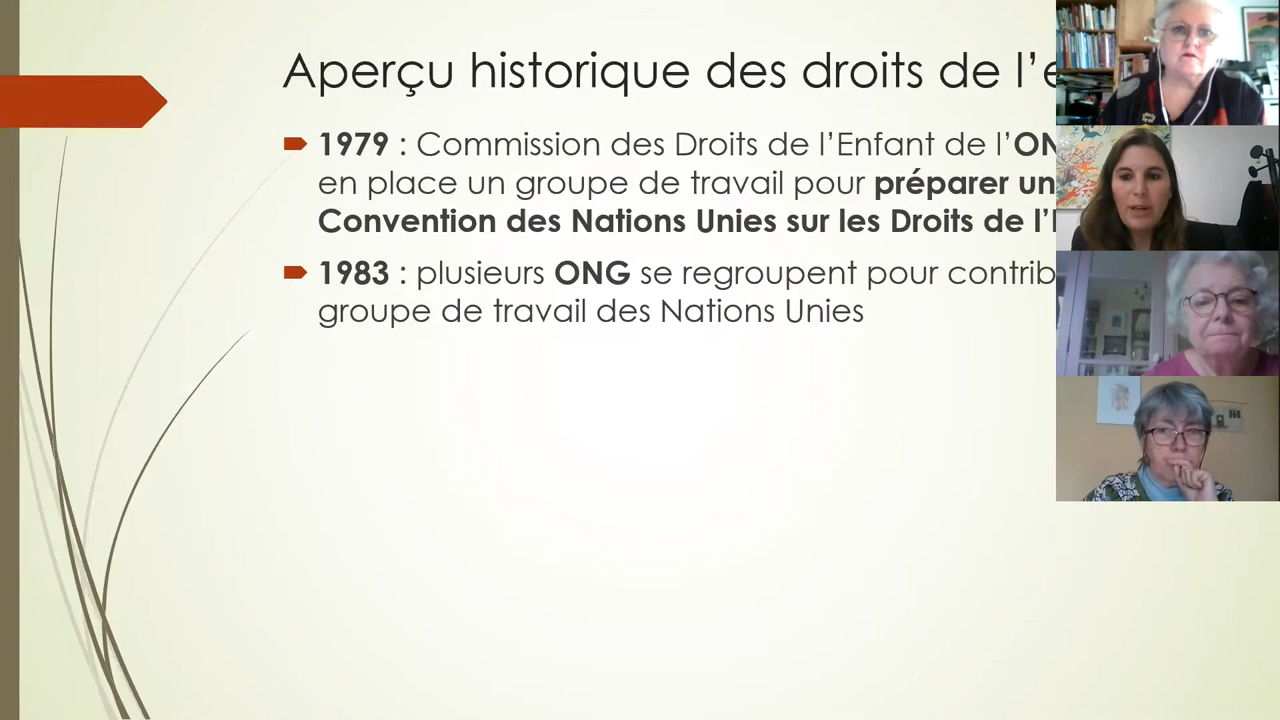 Aperçu historique des droits de l’e
1979 : Commission des Droits de l’Enfant de l’ON
en place un groupe de travail pour préparer un
Convention des Nations Unies sur les Droits de l’
1983 : plusieurs ONG se regroupent pour contrib
groupe de travail des Nations Unies